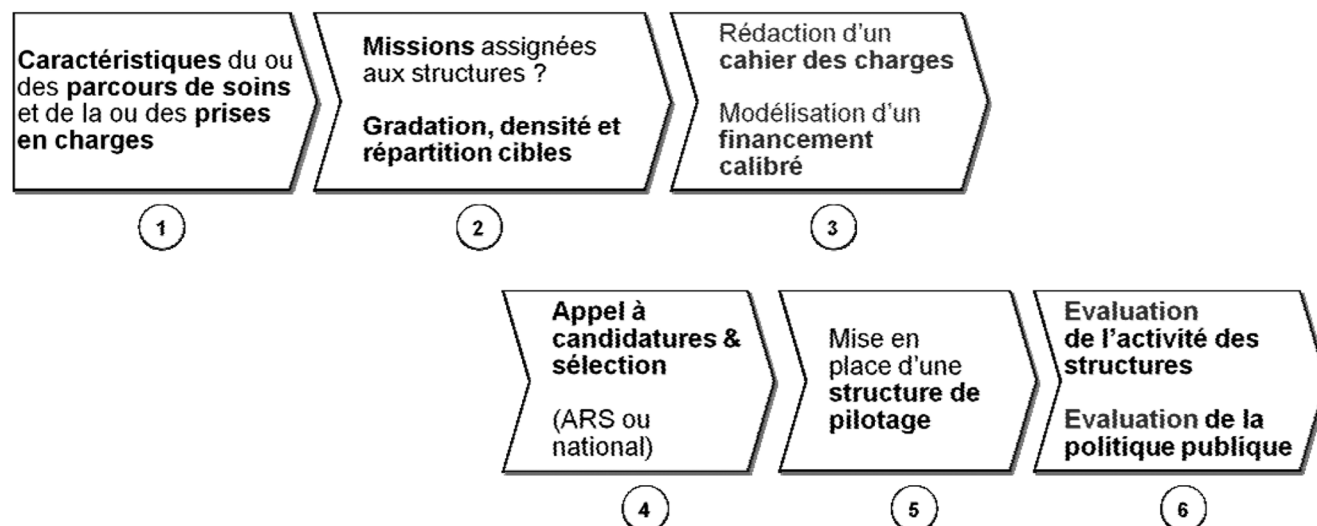 Caractéristiques du ou
des parcours de soins
et de la ou des prises
en charges
1
Missions assignées
aux structures ?
Gradation, densité et
répartition cibles
2
Rédaction d'un
cahier des charges
Modélisation d'un
financement
calibré
3
Appel à
candidatures &
sélection
(ARS ou
national)
4
Mise en
place d'une
structure de
pilotage
5
Evaluation
de l'activité des
structures
Evaluation de la
politique publique
6